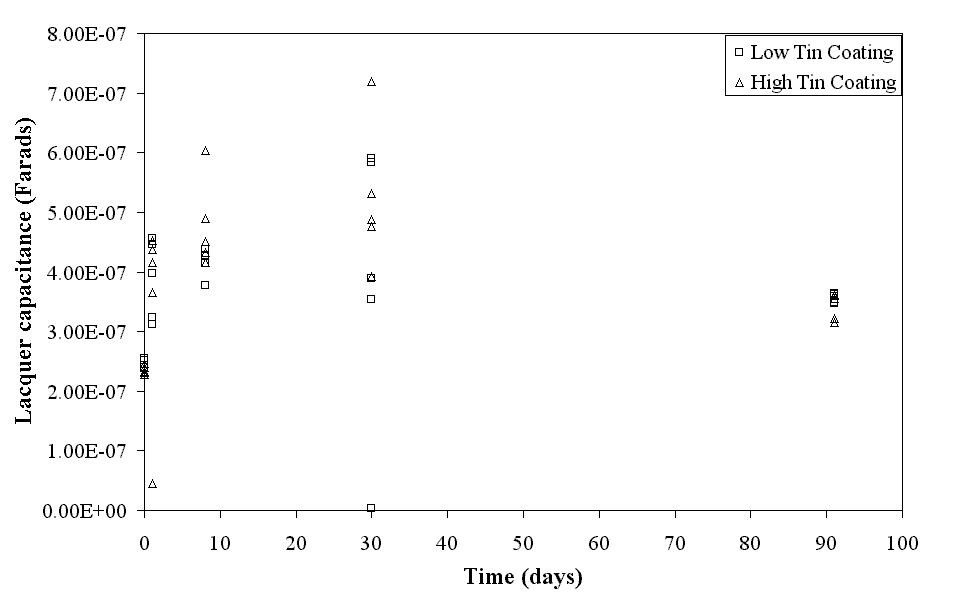 8.00E-07
Low Tin Coating
High Tin Coating
7.00E-07
6.00E-07
5.00E-07
4.00E-07
3.00E-07
2.00E-07
1.00E-07
0.00E+00
Lacquer capacitance (Farads)
0 10 20 30 40 50 60 70 80 90 100
Time (days)